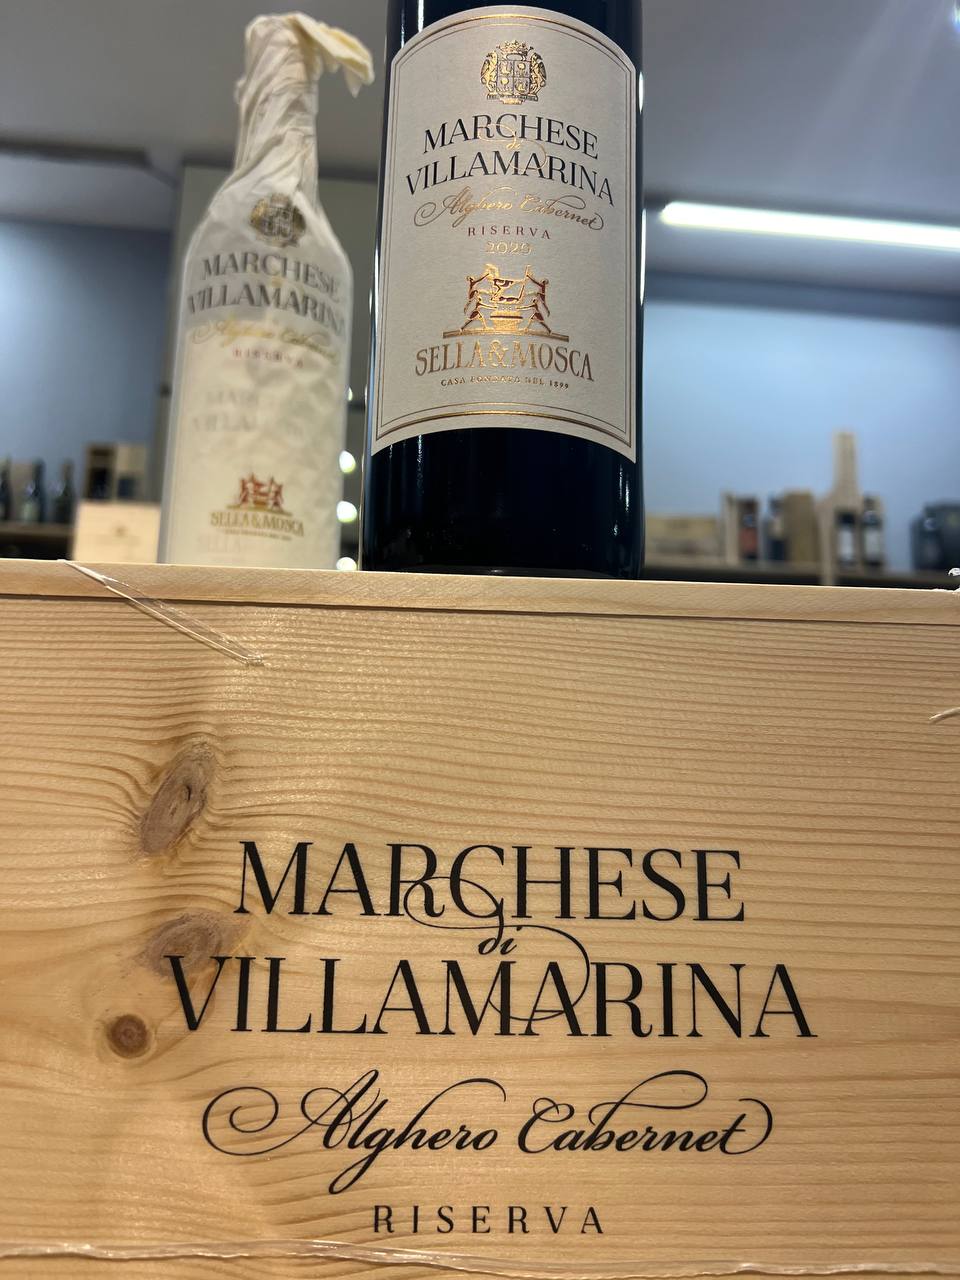 MARCHESE
VILLAMARINA
Alghero Cabernet
RISERVA
SELLA&MOSCA
MARCHESE
di
VILLAMARINA
Alghero Cabernet
RISERVA
2020
SELLA&MOSCA
CASA FONDATA NEL 1899
MARCHESE
di
VILLAMARINA
Alghero Cabernet
RISERVA